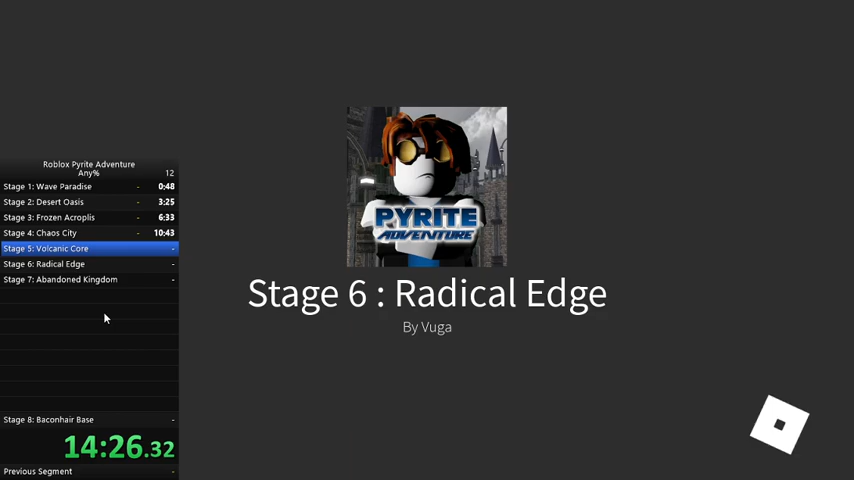 Roblox Pyrite Adventure
Any% 12
Stage 1: Wave Paradise - 0:48
Stage 2: Desert Oasis - 3:25
Stage 3: Frozen Acroplis - 6:33
Stage 4: Chaos City - 10:43
Stage 5: Volcanic Core -
Stage 6: Radical Edge -
Stage 7: Abandoned Kingdom -
Stage 8: Baconhair Base -
14:26.32
Previous Segment -
PYRITE
ADVENTURE
Stage 6 : Radical Edge
By Vuga